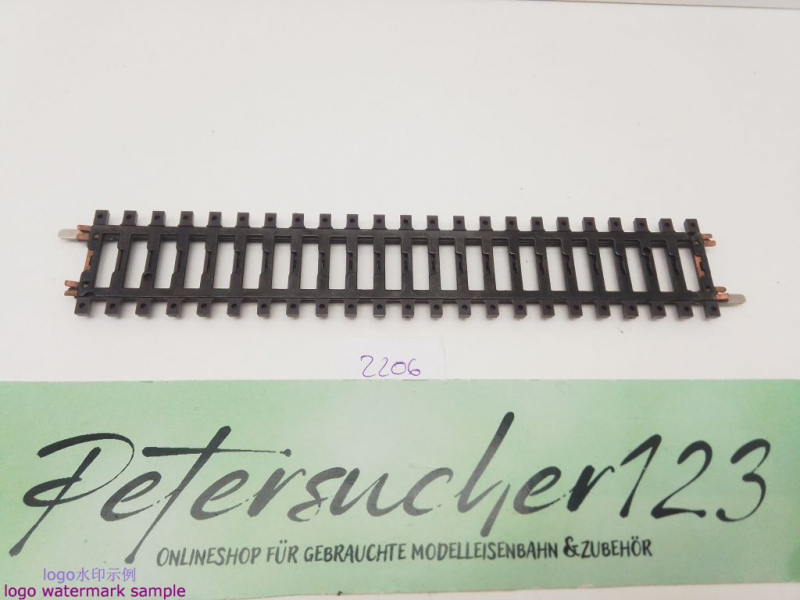 2206
Petersucher123
ONLINESHOP FÜR GEBRAUCHTE MODELLEISENBAHN & ZUBEHÖR
logo水印示例
logo watermark sample